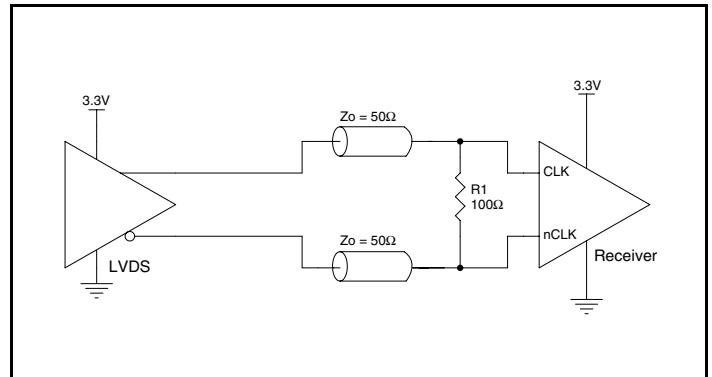 3.3V
3.3V
Zo = 50Ω
CLK
R1
100Ω
Zo = 50Ω
nCLK
LVDS
Receiver